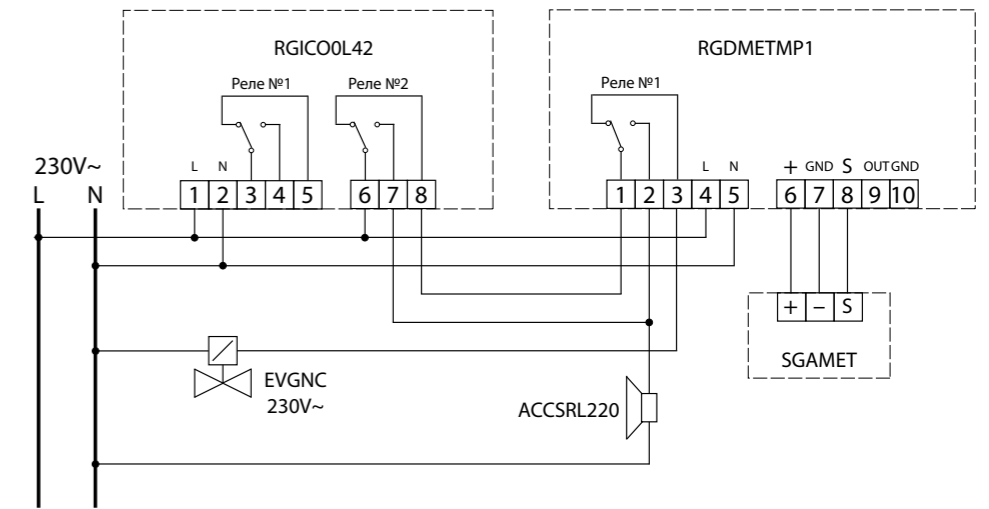 RGICO0L42
RGDMETMP1
Реле №1
Реле №2
Реле №1
230V~
L
N
L
N
1
2
3
4
5
6
7
8
L
N
1
2
3
4
5
+
GND
S
OUT
GND
6
7
8
9
10
+
–
S
SGAMET
EVGNC
230V~
ACCSRL220